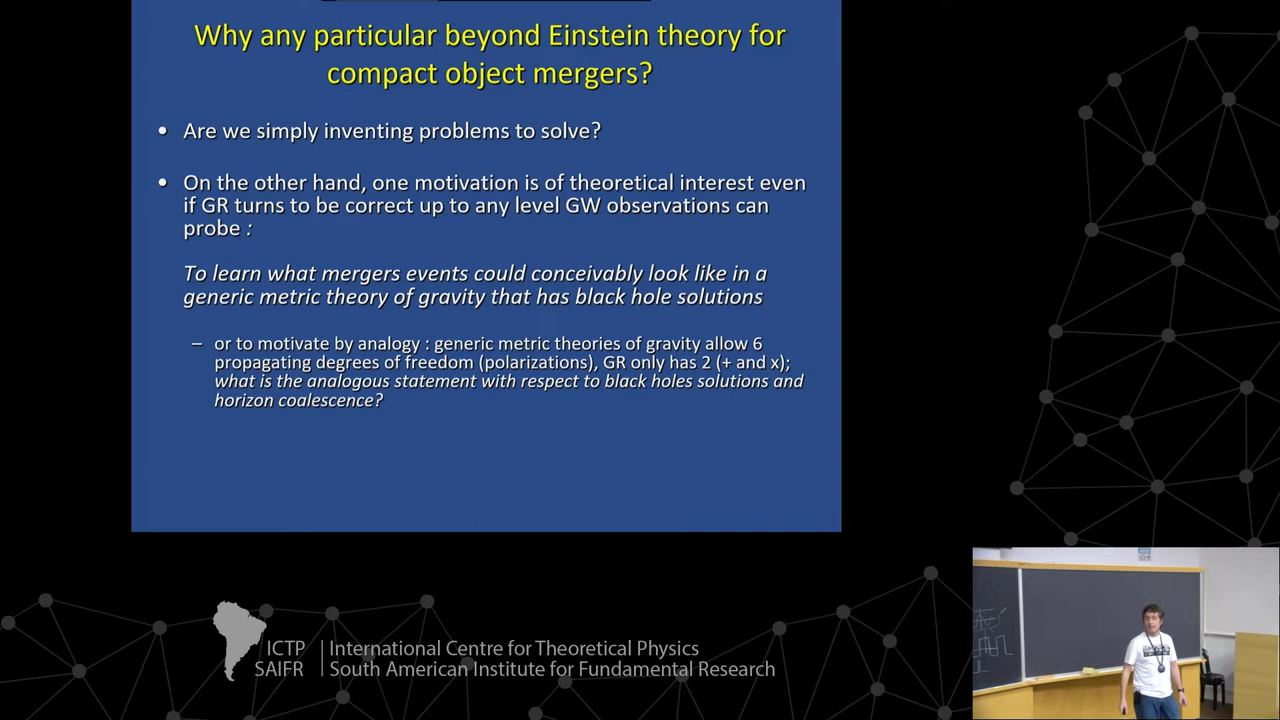 Why any particular beyond Einstein theory for
compact object mergers?
• Are we simply inventing problems to solve?
• On the other hand, one motivation is of theoretical interest even
if GR turns to be correct up to any level GW observations can
probe :
To learn what mergers events could conceivably look like in a
generic metric theory of gravity that has black hole solutions
– or to motivate by analogy : generic metric theories of gravity allow 6
propagating degrees of freedom (polarizations), GR only has 2 (+ and x);
what is the analogous statement with respect to black holes solutions and
horizon coalescence?
ICTP
SAIFR
International Centre for Theoretical Physics
South American Institute for Fundamental Research